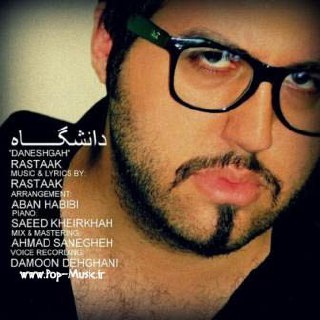 دانشگاه
"DANESHGAH"
RASTAAK
MUSIC & LYRICS BY:
RASTAAK
ARRANGEMENT:
ABAN HABIBI
PIANO:
SAEED KHEIRKHAH
MIX & MASTERING:
AHMAD SANEGHEH
VOICE RECORDING:
DAMOON DEHGHANI
www.Pop-Music.ir